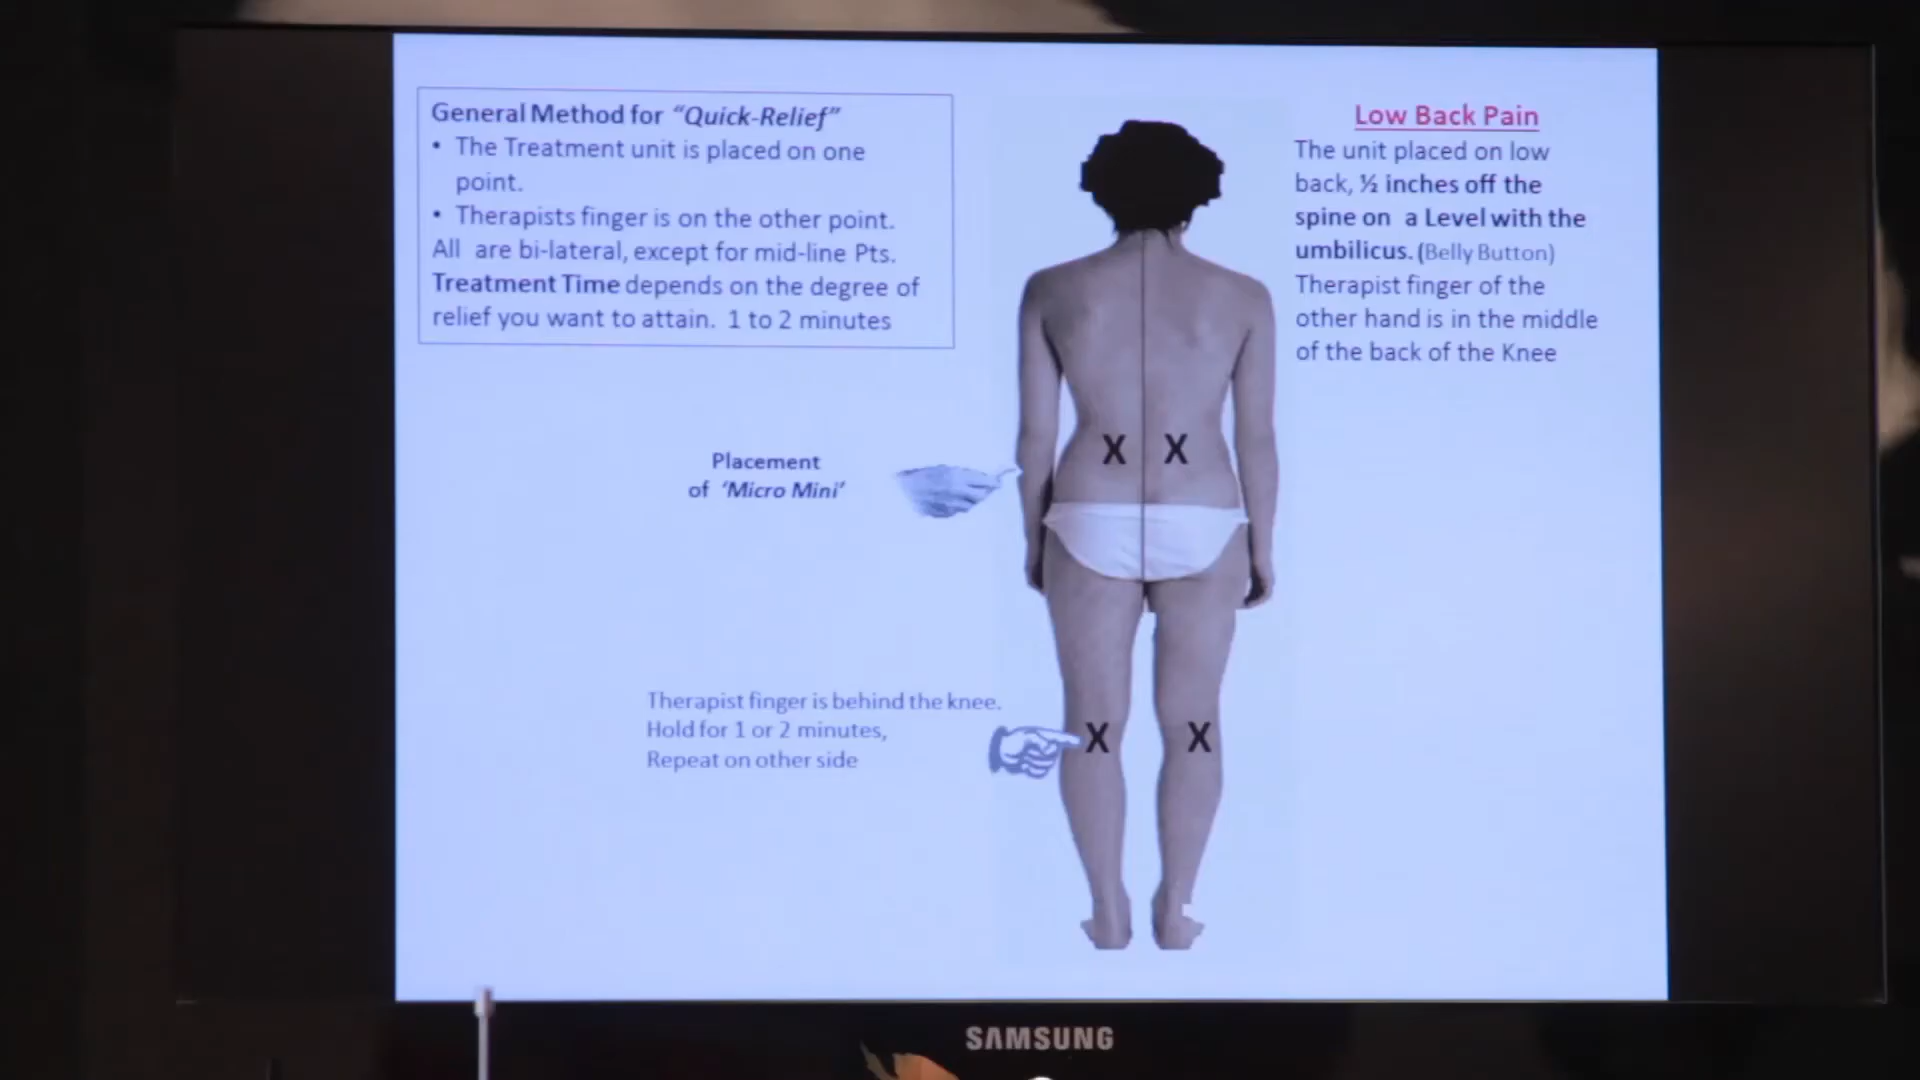 General Method for “Quick-Relief”
• The Treatment unit is placed on one
point.
• Therapists finger is on the other point.
All are bi-lateral, except for mid-line Pts.
Treatment Time depends on the degree of
relief you want to attain. 1 to 2 minutes
Low Back Pain
The unit placed on low
back, ½ inches off the
spine on a Level with the
umbilicus. (Belly Button)
Therapist finger of the
other hand is in the middle
of the back of the Knee
X X
Placement
of ‘Micro Mini’
Therapist finger is behind the knee.
Hold for 1 or 2 minutes,
Repeat on other side
X X
SAMSUNG